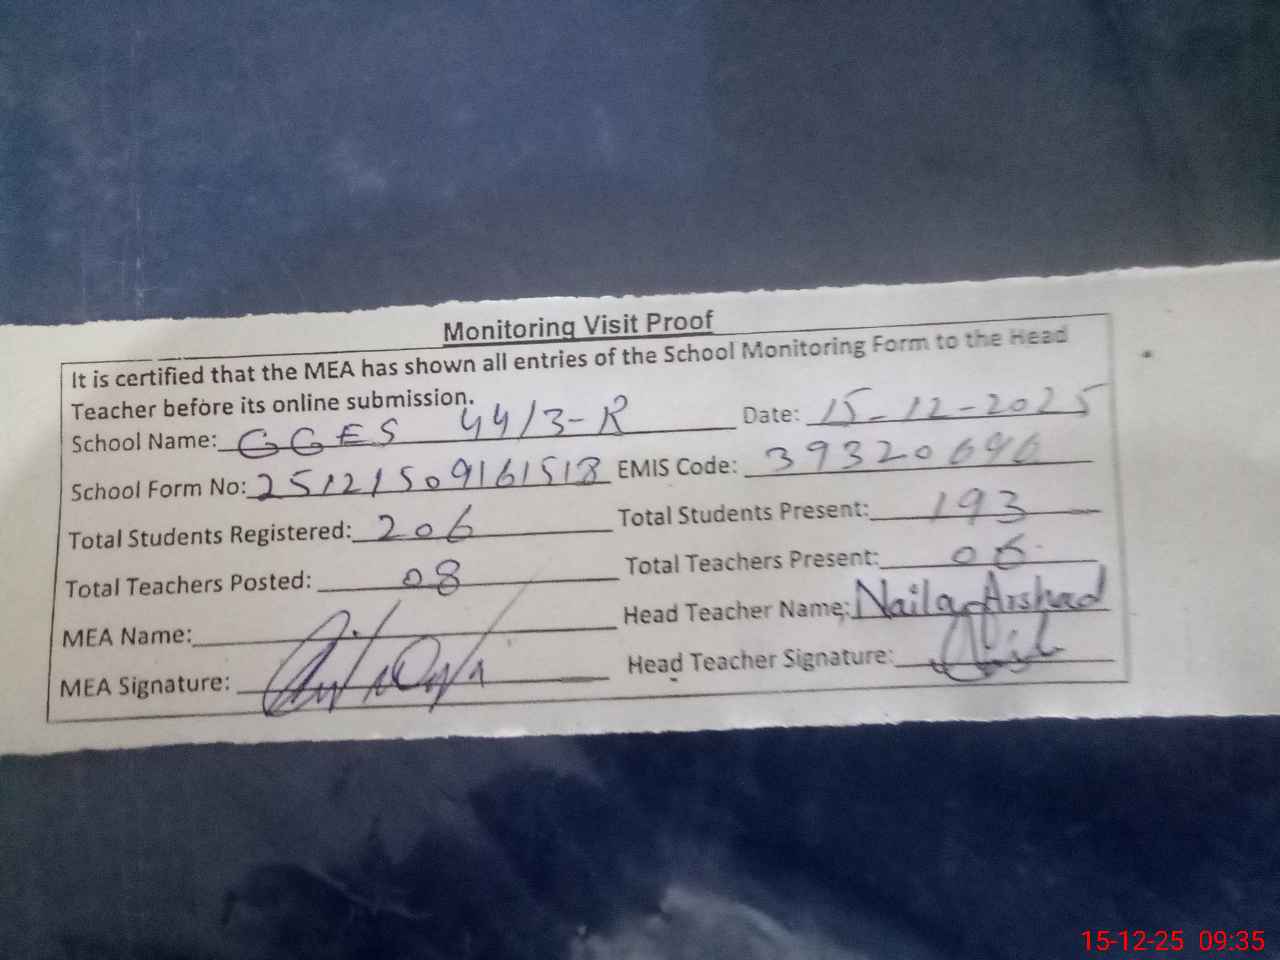 Monitoring Visit Proof
It is certified that the MEA has shown all entries of the School Monitoring Form to the Head
Teacher before its online submission.
School Name: GGES 44/3-R Date: 15-12-2025
School Form No: 25121509161518 EMIS Code: 39320696
Total Students Registered: 206 Total Students Present: 193
Total Teachers Posted: 08 Total Teachers Present: 06
MEA Name: Head Teacher Name: Naila Arshad
MEA Signature: Head Teacher Signature:
15-12-25 09:35